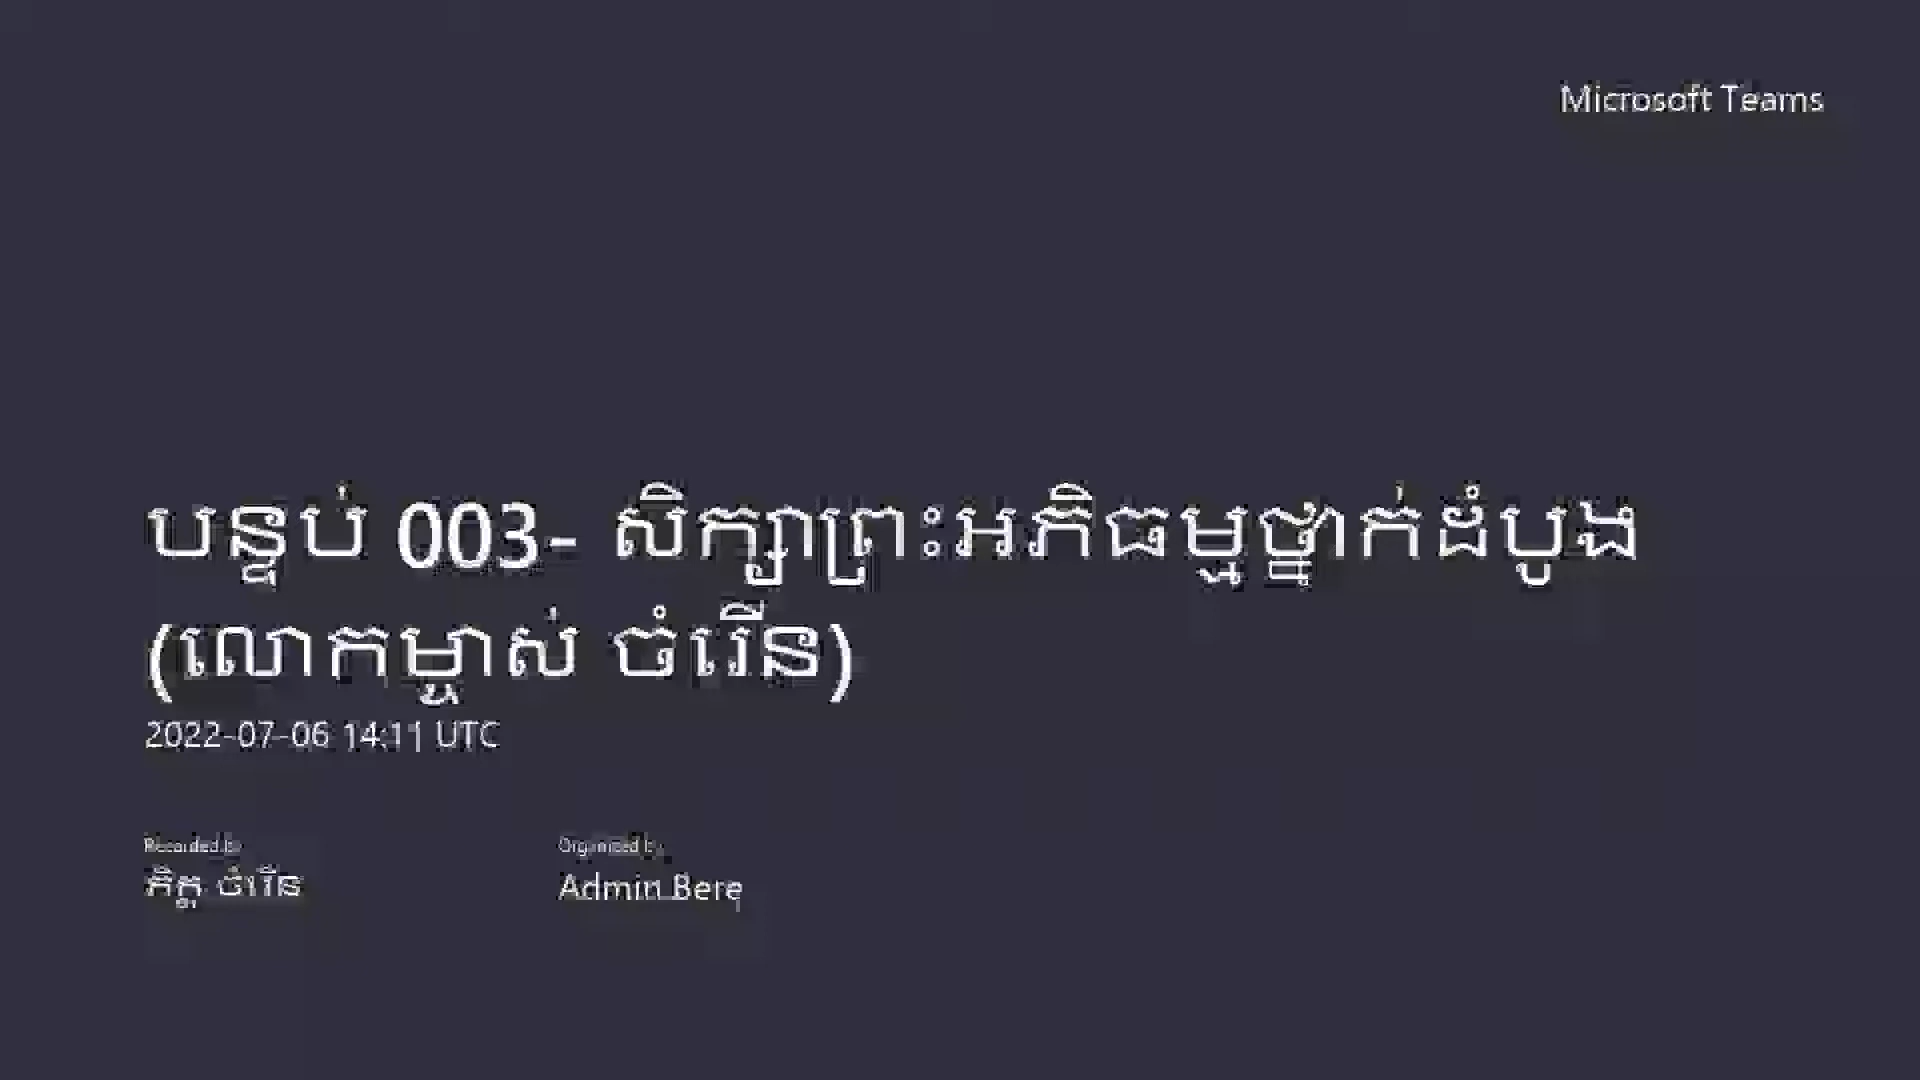 Microsoft Teams
បន្ទប់ 003- សិក្សាព្រះអភិធម្មថ្នាក់ដំបូង
(លោកម្ចាស់ ចំរើន)
2022-07-06 14:11 UTC
Recorded by
Organized by
ភិក្ខុ ចំរើន
Admin Bere